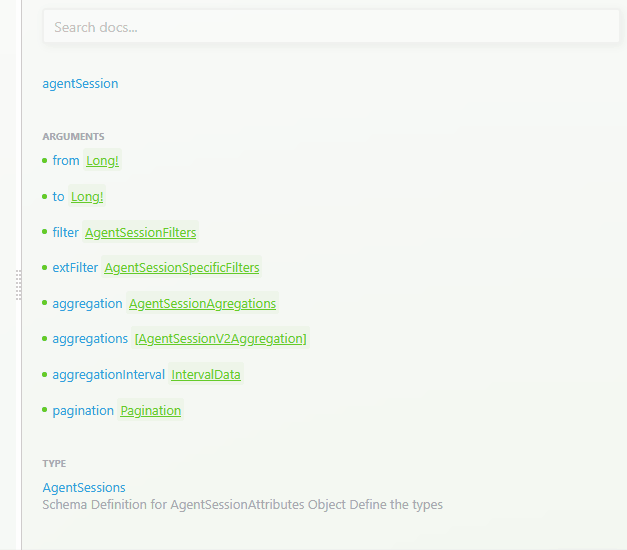 Search docs...
agentSession
ARGUMENTS
from Long!
to Long!
filter AgentSessionFilters
extFilter AgentSessionSpecificFilters
aggregation AgentSessionAgregations
aggregations [AgentSessionV2Aggregation]
aggregationInterval IntervalData
pagination Pagination
TYPE
AgentSessions
Schema Definition for AgentSessionAttributes Object Define the types